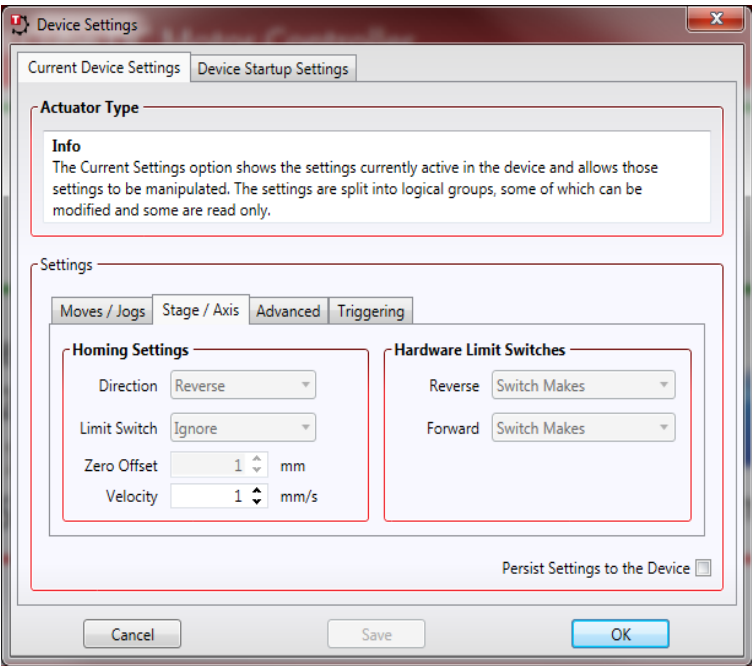 Device Settings
Current Device Settings Device Startup Settings
Actuator Type
Info
The Current Settings option shows the settings currently active in the device and allows those
settings to be manipulated. The settings are split into logical groups, some of which can be
modified and some are read only.
Settings
Moves / Jogs Stage / Axis Advanced Triggering
Homing Settings
Direction Reverse
Limit Switch Ignore
Zero Offset 1 mm
Velocity 1 mm/s
Hardware Limit Switches
Reverse Switch Makes
Forward Switch Makes
Persist Settings to the Device
Cancel Save OK